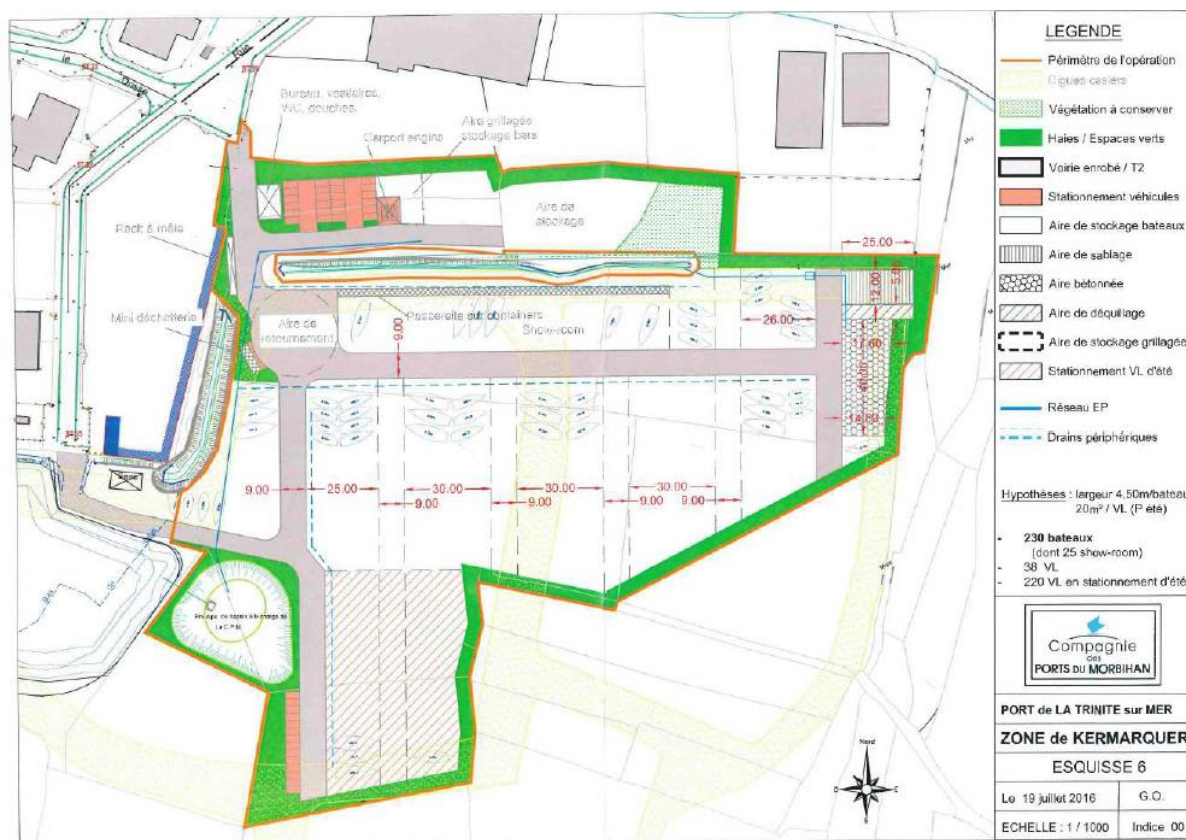 le
Drisse
Rue
Bureau, vestiaires,
W/C, douches.
Carport engins
Aire grillagée
stockage bers
Aire de
stockage
Rack à mâts
Mini déchetterie
Aire de
retournement
Passerelle sur containers
Show-room
9.00
26.00
25.00
12.00
5.00
17.60
40.00
14.80
9.00
25.00
30.00
30.00
30.00
9.00
9.00
9.00
9.00
Nord
LEGENDE
Périmètre de l'opération
Digues casiers
Végétation à conserver
Haies / Espaces verts
Voirie enrobé / T2
Stationnement véhicules
Aire de stockage bateaux
Aire de sablage
Aire bétonnée
Aire de déquillage
Aire de stockage grillagée
Stationnement VL d'été
Réseau EP
Drains périphériques
Hypothèses : largeur 4,50m/bateau
20m² / VL (P été)
- 230 bateaux
(dont 25 show-room)
- 38 VL
- 220 VL en stationnement d'été
Compagnie
des
PORTS DU MORBIHAN
PORT de LA TRINITE sur MER
ZONE de KERMARQUER
ESQUISSE 6
Le 19 juillet 2016
G.O.
ECHELLE : 1 / 1000
Indice 00